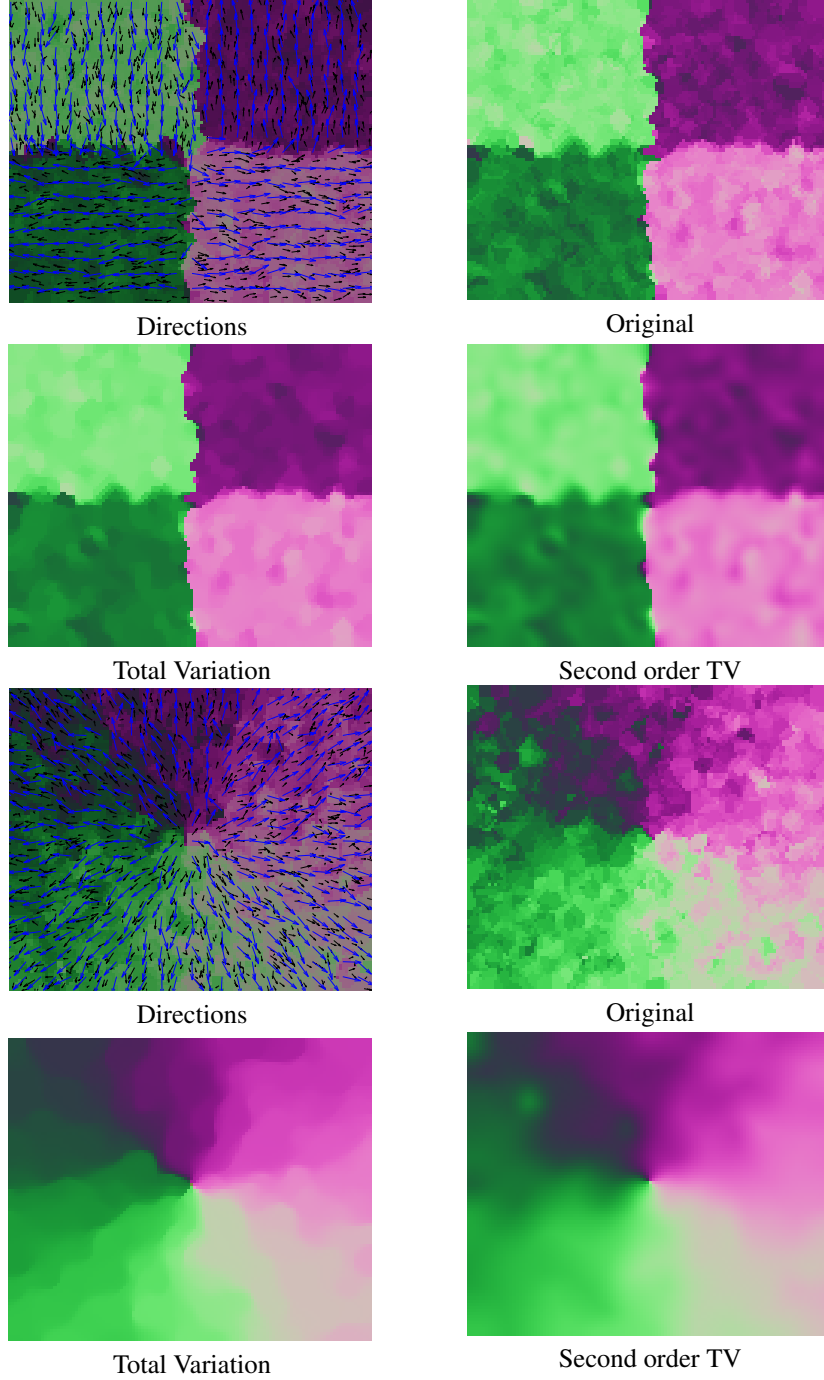 Directions
Original
Total Variation
Second order TV
Directions
Original
Total Variation
Second order TV